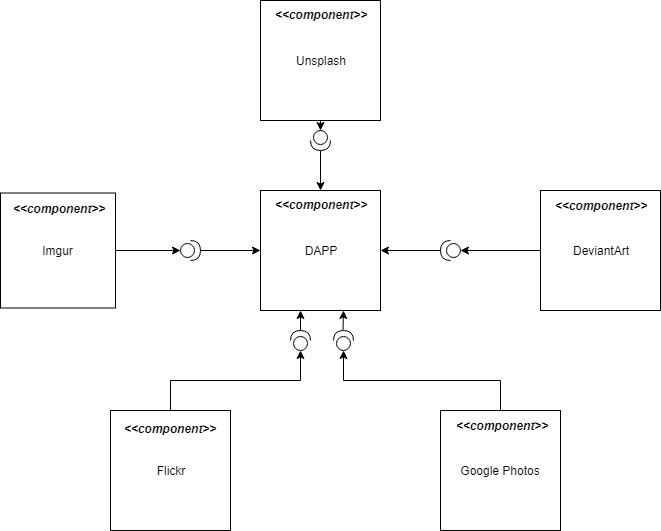 <<component>>
Unsplash
<<component>>
Imgur
<<component>>
DAPP
<<component>>
DeviantArt
<<component>>
Flickr
<<component>>
Google Photos